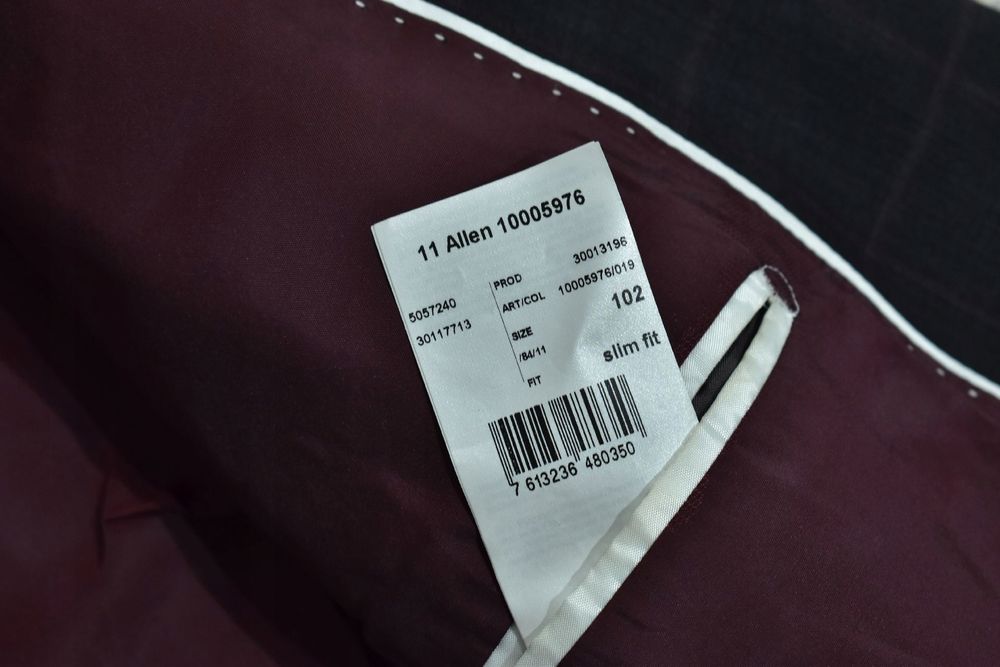 11 Allen 10005976
PROD 30013196
5057240 ART/COL 10005976/019
30117713 SIZE 102
/84/11
FIT slim fit
7 613236 480350